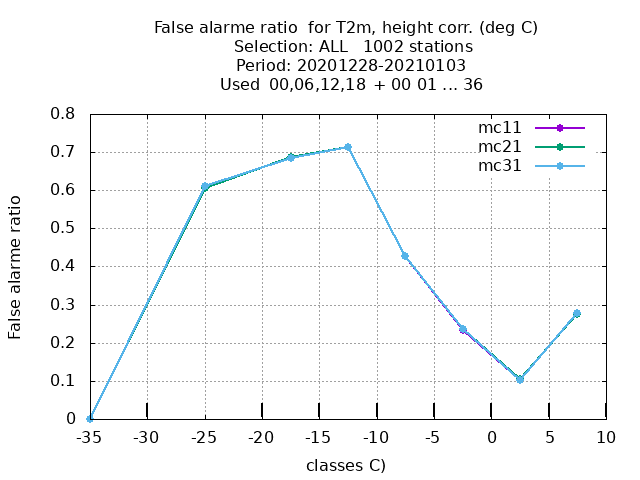 False alarme ratio  for T2m, height corr. (deg C)
Selection: ALL   1002 stations
Period: 20201228-20210103
Used  00,06,12,18  + 00 01 ... 36
mc11
mc21
mc31
0.8
0.7
0.6
0.5
0.4
0.3
0.2
0.1
0
False alarme ratio
-35 -30 -25 -20 -15 -10 -5 0 5 10
classes C)